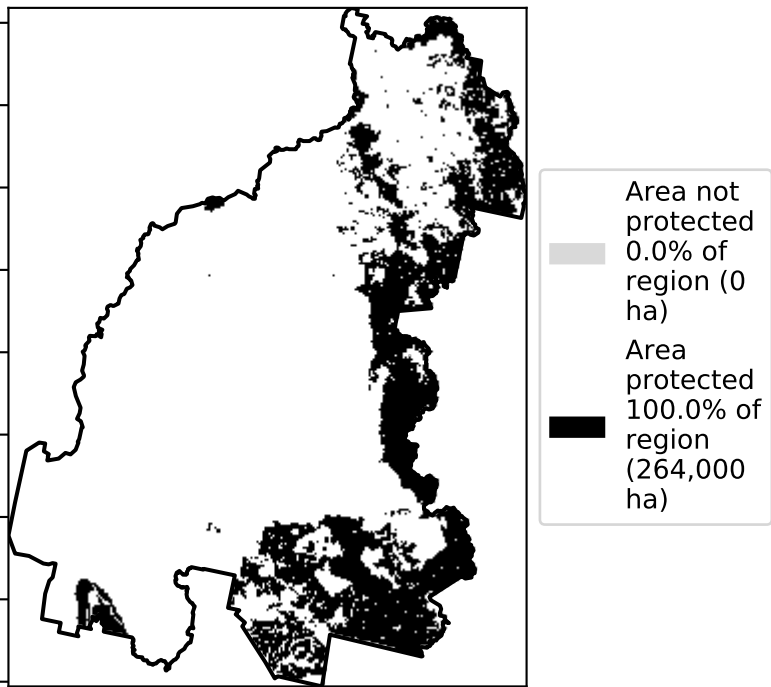 Area not
protected
0.0% of
region (0
ha)
Area
protected
100.0% of
region
(264,000
ha)